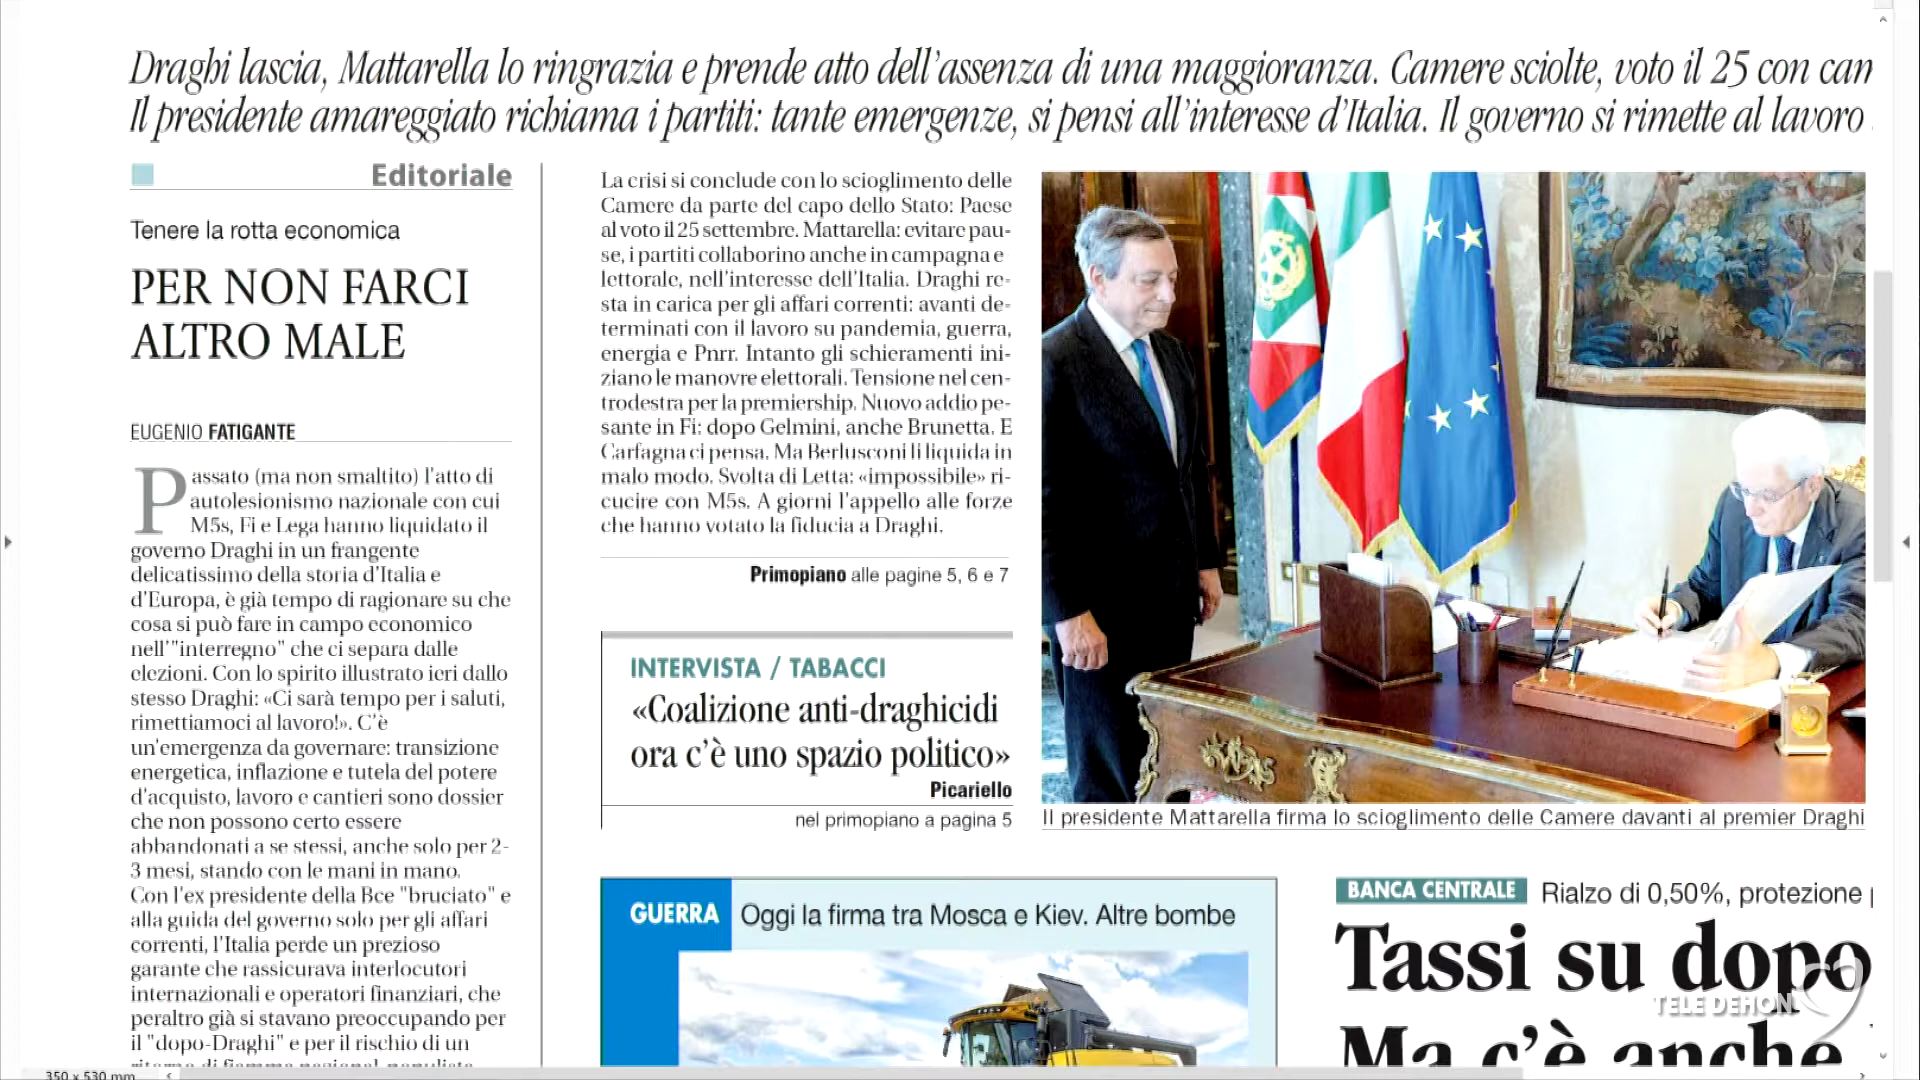 Draghi lascia, Mattarella lo ringrazia e prende atto dell'assenza di una maggioranza. Camere sciolte, voto il 25 con
Il presidente amareggiato richiama i partiti: tante emergenze, si pensi all'interesse d'Italia. Il governo si rimette al lavoro
Editoriale
Tenere la rotta economica
PER NON FARCI
ALTRO MALE
EUGENIO FATIGANTE
Passato (ma non smaltito) l'atto di
autolesionismo nazionale con cui
M5s, Fi e Lega hanno liquidato il
governo Draghi in un frangente
delicatissimo della storia d'Italia e
d'Europa, è già tempo di ragionare su che
cosa si può fare in campo economico
nell'"interregno" che ci separa dalle
elezioni. Con lo spirito illustrato ieri dallo
stesso Draghi: «Ci sarà tempo per i saluti,
rimettiamoci al lavoro!». C'è
un'emergenza da governare: transizione
energetica, inflazione e tutela del potere
d'acquisto, lavoro e cantieri sono dossier
che non possono certo essere
abbandonati a se stessi, anche solo per 2-
3 mesi, stando con le mani in mano.
Con l'ex presidente della Bce "bruciato" e
alla guida del governo solo per gli affari
correnti, l'Italia perde un prezioso
garante che rassicurava interlocutori
internazionali e operatori finanziari, che
peraltro già si stavano preoccupando per
il "dopo-Draghi" e per il rischio di un
La crisi si conclude con lo scioglimento delle
Camere da parte del capo dello Stato: Paese
al voto il 25 settembre. Mattarella: evitare pau-
se, i partiti collaborino anche in campagna e
lettorale, nell'interesse dell'Italia. Draghi re-
sta in carica per gli affari correnti: avanti de-
terminati con il lavoro su pandemia, guerra,
energia e Pnrr. Intanto gli schieramenti ini-
ziano le manovre elettorali. Tensione nel cen-
trodestra per la premiership. Nuovo addio pe-
sante in Fi: dopo Gelmini, anche Brunetta. E
Carfagna ci pensa. Ma Berlusconi li liquida in
malo modo. Svolta di Letta: «impossibile» ri-
cucire con M5s. A giorni l'appello alle forze
che hanno votato la fiducia a Draghi.
Primopiano alle pagine 5, 6 e 7
INTERVISTA / TABACCI
«Coalizione anti-draghicidi
ora c'è uno spazio politico»
Picariello
nel primopiano a pagina 5
Il presidente Mattarella firma lo scioglimento delle Camere davanti al premier Draghi
GUERRA Oggi la firma tra Mosca e Kiev. Altre bombe
BANCA CENTRALE Rialzo di 0,50%, protezione
Tassi su dopo
Ma c'è anche
TELE DEHON
350 x 530 mm